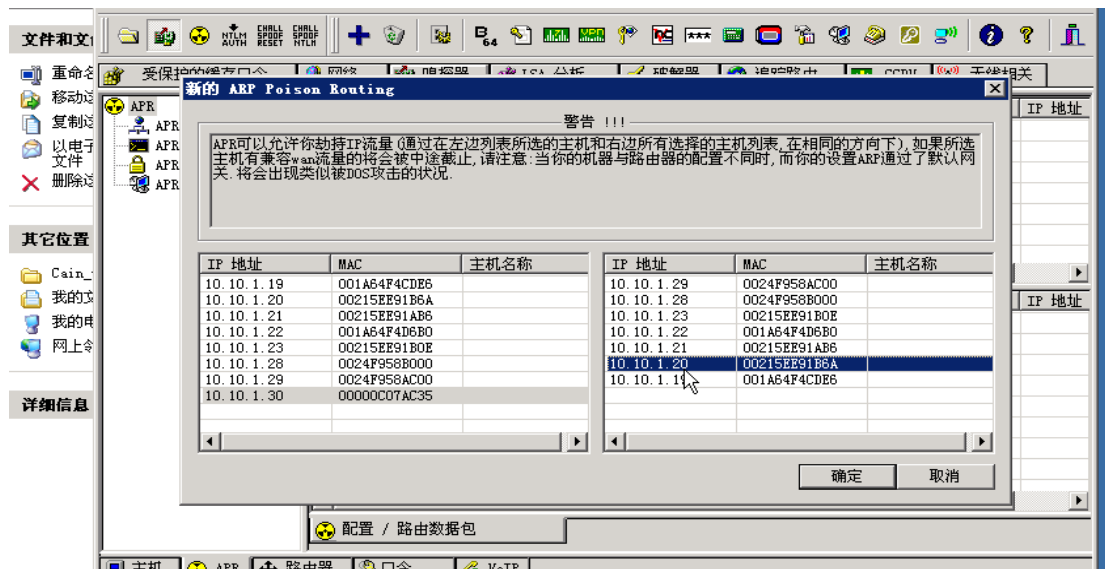 文件和文
NTLM AUTH
CHALL SPOOF RESET
CHALL SPOOF NTLM
B64
重命名
受保护的缓存口令
网络
嗅探器
LSA 分析
破解器
追踪路由
CCDU
无线相关
移动这
复制这
以电子
文件
删除这
APR
APR
APR
APR
APR
IP 地址
新的 ARP Poison Routing
警告 !!!
APR可以允许你劫持IP流量(通过在左边列表所选的主机和右边所有选择的主机列表,在相同的方向下),如果所选
主机有兼容wan流量的将会被中途截止,请注意:当你的机器与路由器的配置不同时,而你的设置ARP通过了默认网
关.将会出现类似被DOS攻击的状况.
其它位置
Cain_
我的文
我的电
网上邻
详细信息
IP 地址 MAC 主机名称
10.10.1.19 001A64F4CDE6
10.10.1.20 00215EE91B6A
10.10.1.21 00215EE91AB6
10.10.1.22 001A64F4D6B0
10.10.1.23 00215EE91B0E
10.10.1.28 0024F958B000
10.10.1.29 0024F958AC00
10.10.1.30 00000C07AC35
IP 地址 MAC 主机名称
10.10.1.29 0024F958AC00
10.10.1.28 0024F958B000
10.10.1.23 00215EE91B0E
10.10.1.22 001A64F4D6B0
10.10.1.21 00215EE91AB6
10.10.1.20 00215EE91B6A
10.10.1.19 001A64F4CDE6
IP 地址
确定 取消
配置 / 路由数据包
主机 APR 路由器 口令 VoIP